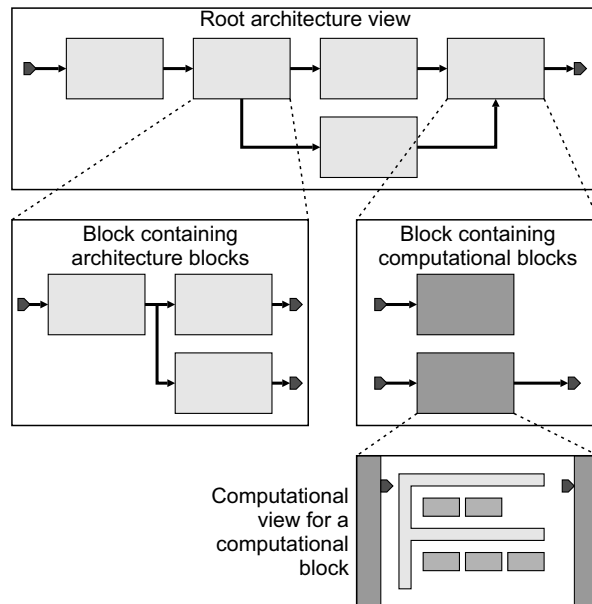 Root architecture view
Block containing
architecture blocks
Block containing
computational blocks
Computational
view for a
computational
block